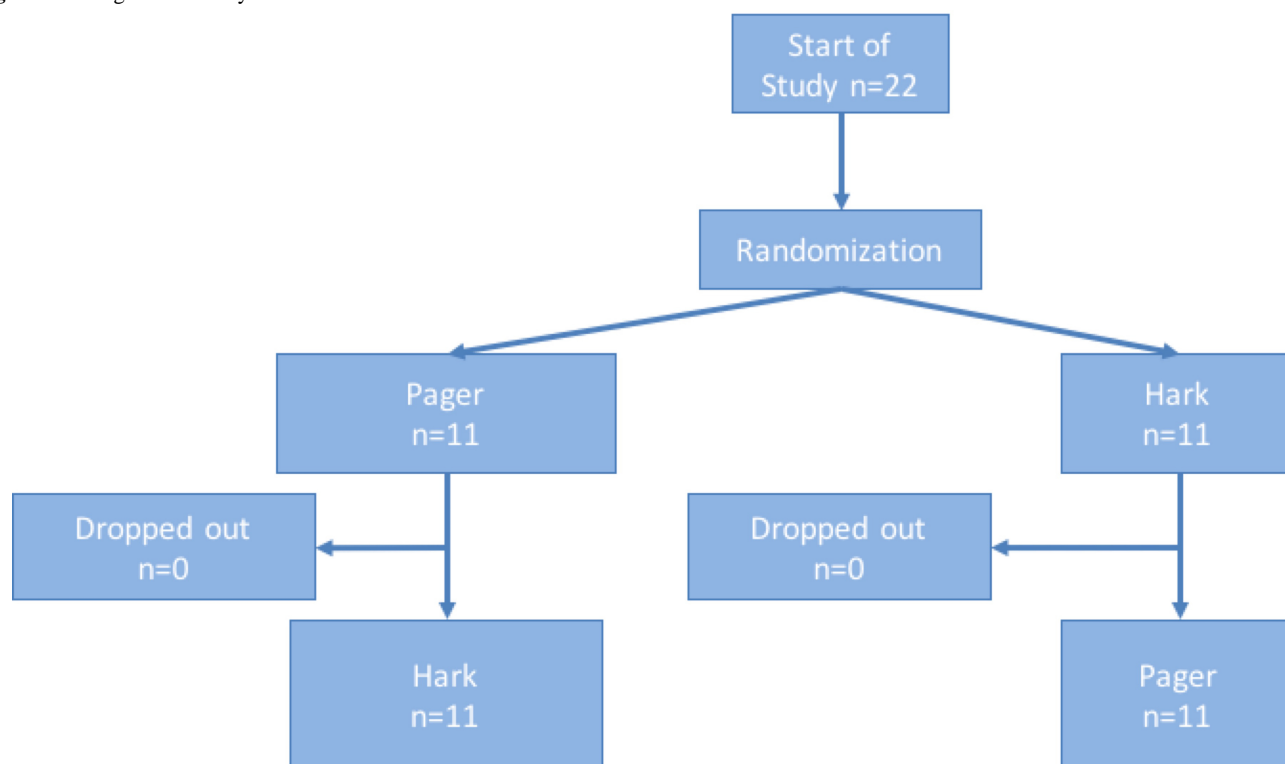 Start of
Study n=22
Randomization
Pager
n=11
Hark
n=11
Dropped out
n=0
Dropped out
n=0
Hark
n=11
Pager
n=11